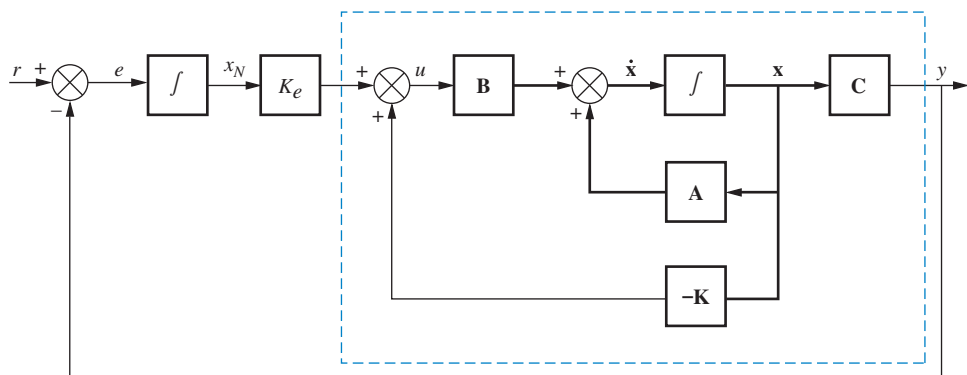 r + e ∫ x_N K_e + u B + ẋ ∫ x C y
−
+ +
A
−K